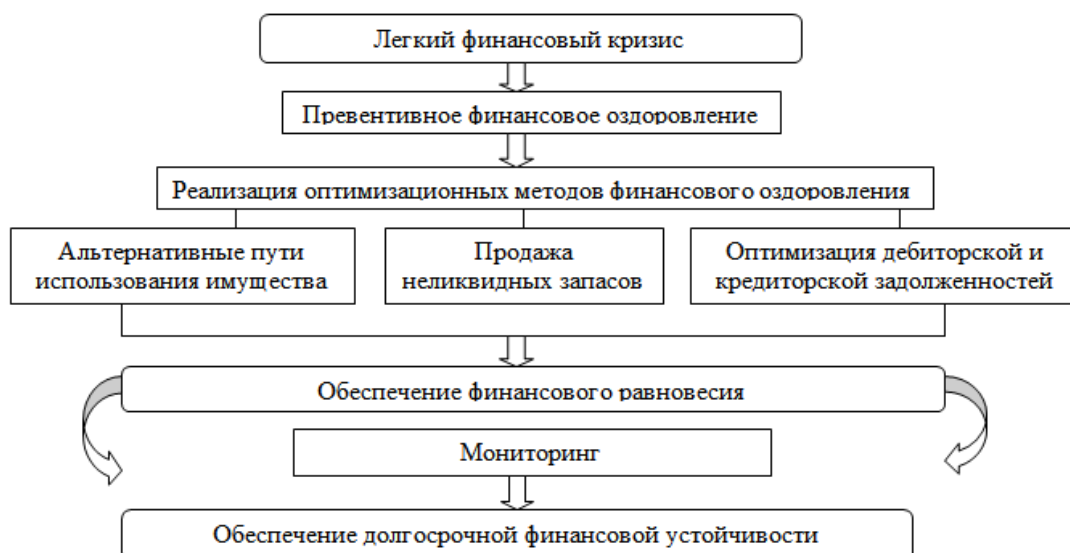 Легкий финансовый кризис
Превентивное финансовое оздоровление
Реализация оптимизационных методов финансового оздоровления
Альтернативные пути
использования имущества
Продажа
неликвидных запасов
Оптимизация дебиторской и
кредиторской задолженностей
Обеспечение финансового равновесия
Мониторинг
Обеспечение долгосрочной финансовой устойчивости